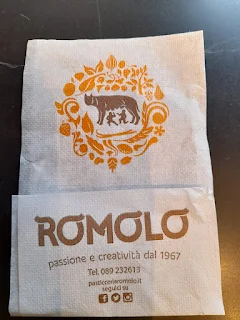 ROMOLO
passione e creatività dal 1967
Tel. 089 232613
pasticceriaromolo.it
seguici su